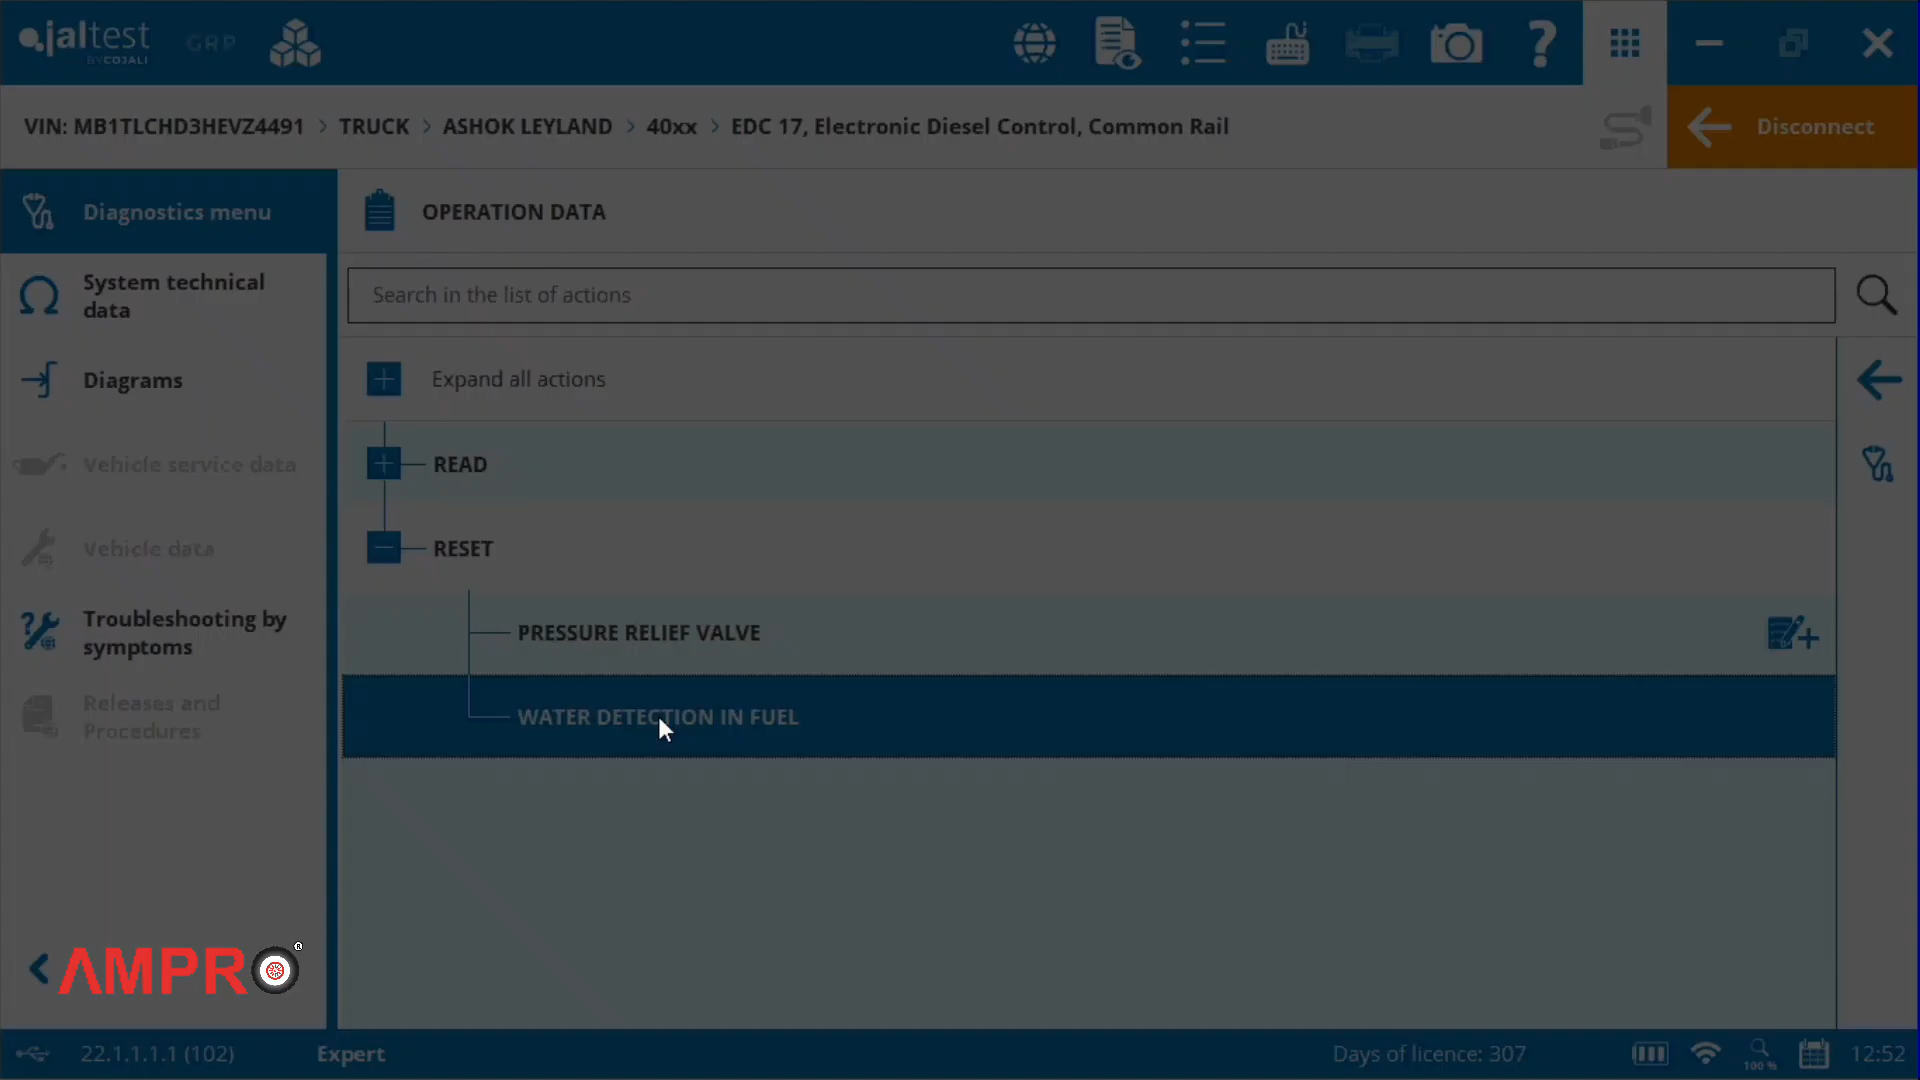 jaltest
BY COJALI
GRP
VIN: MB1TLCHD3HEVZ4491 > TRUCK > ASHOK LEYLAND > 40xx > EDC 17, Electronic Diesel Control, Common Rail
Disconnect
Diagnostics menu
System technical
data
Diagrams
Vehicle service data
Vehicle data
Troubleshooting by
symptoms
Releases and
Procedures
OPERATION DATA
Search in the list of actions
Expand all actions
READ
RESET
PRESSURE RELIEF VALVE
WATER DETECTION IN FUEL
AMPRO®
22.1.1.1.1 (102)
Expert
Days of licence: 307
100 %
12:52